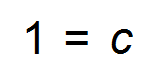 1 = c